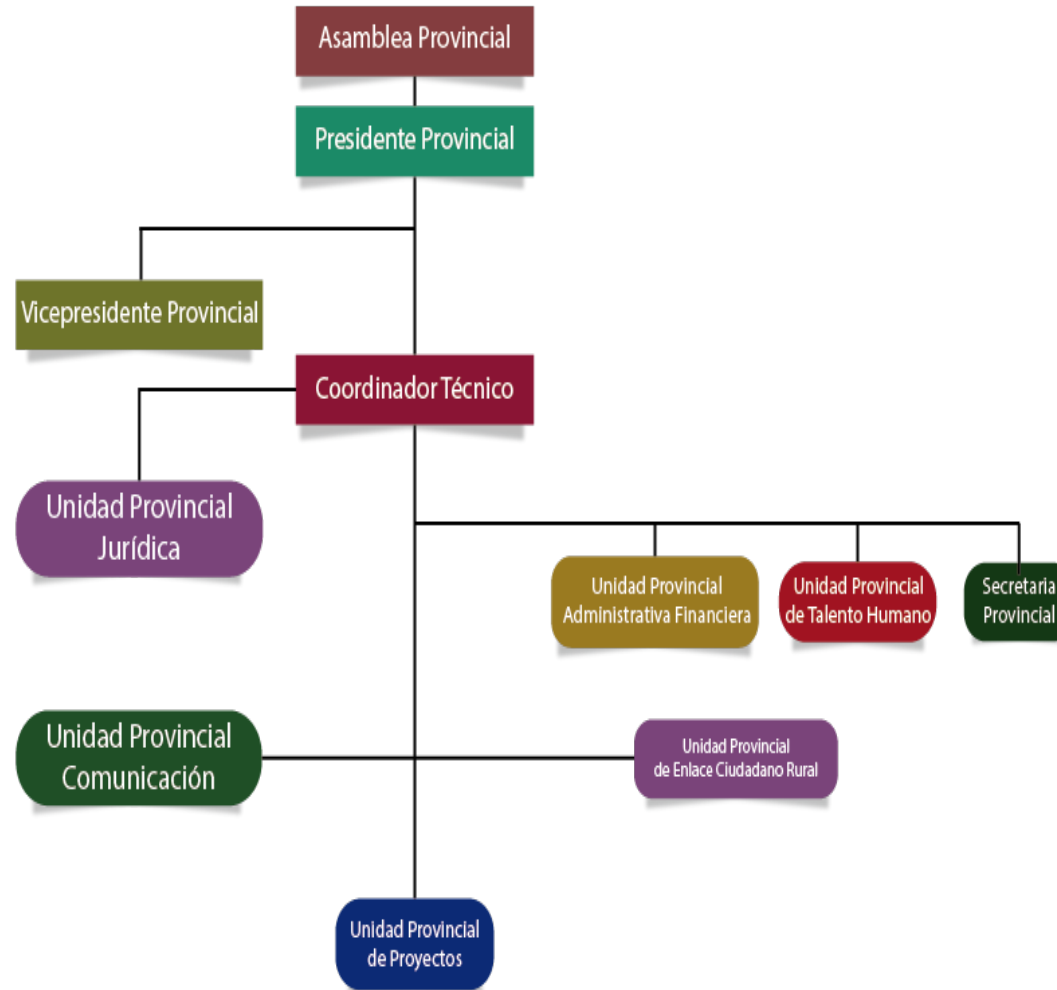 Asamblea Provincial
Presidente Provincial
Vicepresidente Provincial
Coordinador Técnico
Unidad Provincial
Jurídica
Unidad Provincial
Administrativa Financiera
Unidad Provincial
de Talento Humano
Secretaria
Provincial
Unidad Provincial
Comunicación
Unidad Provincial
de Enlace Ciudadano Rural
Unidad Provincial
de Proyectos